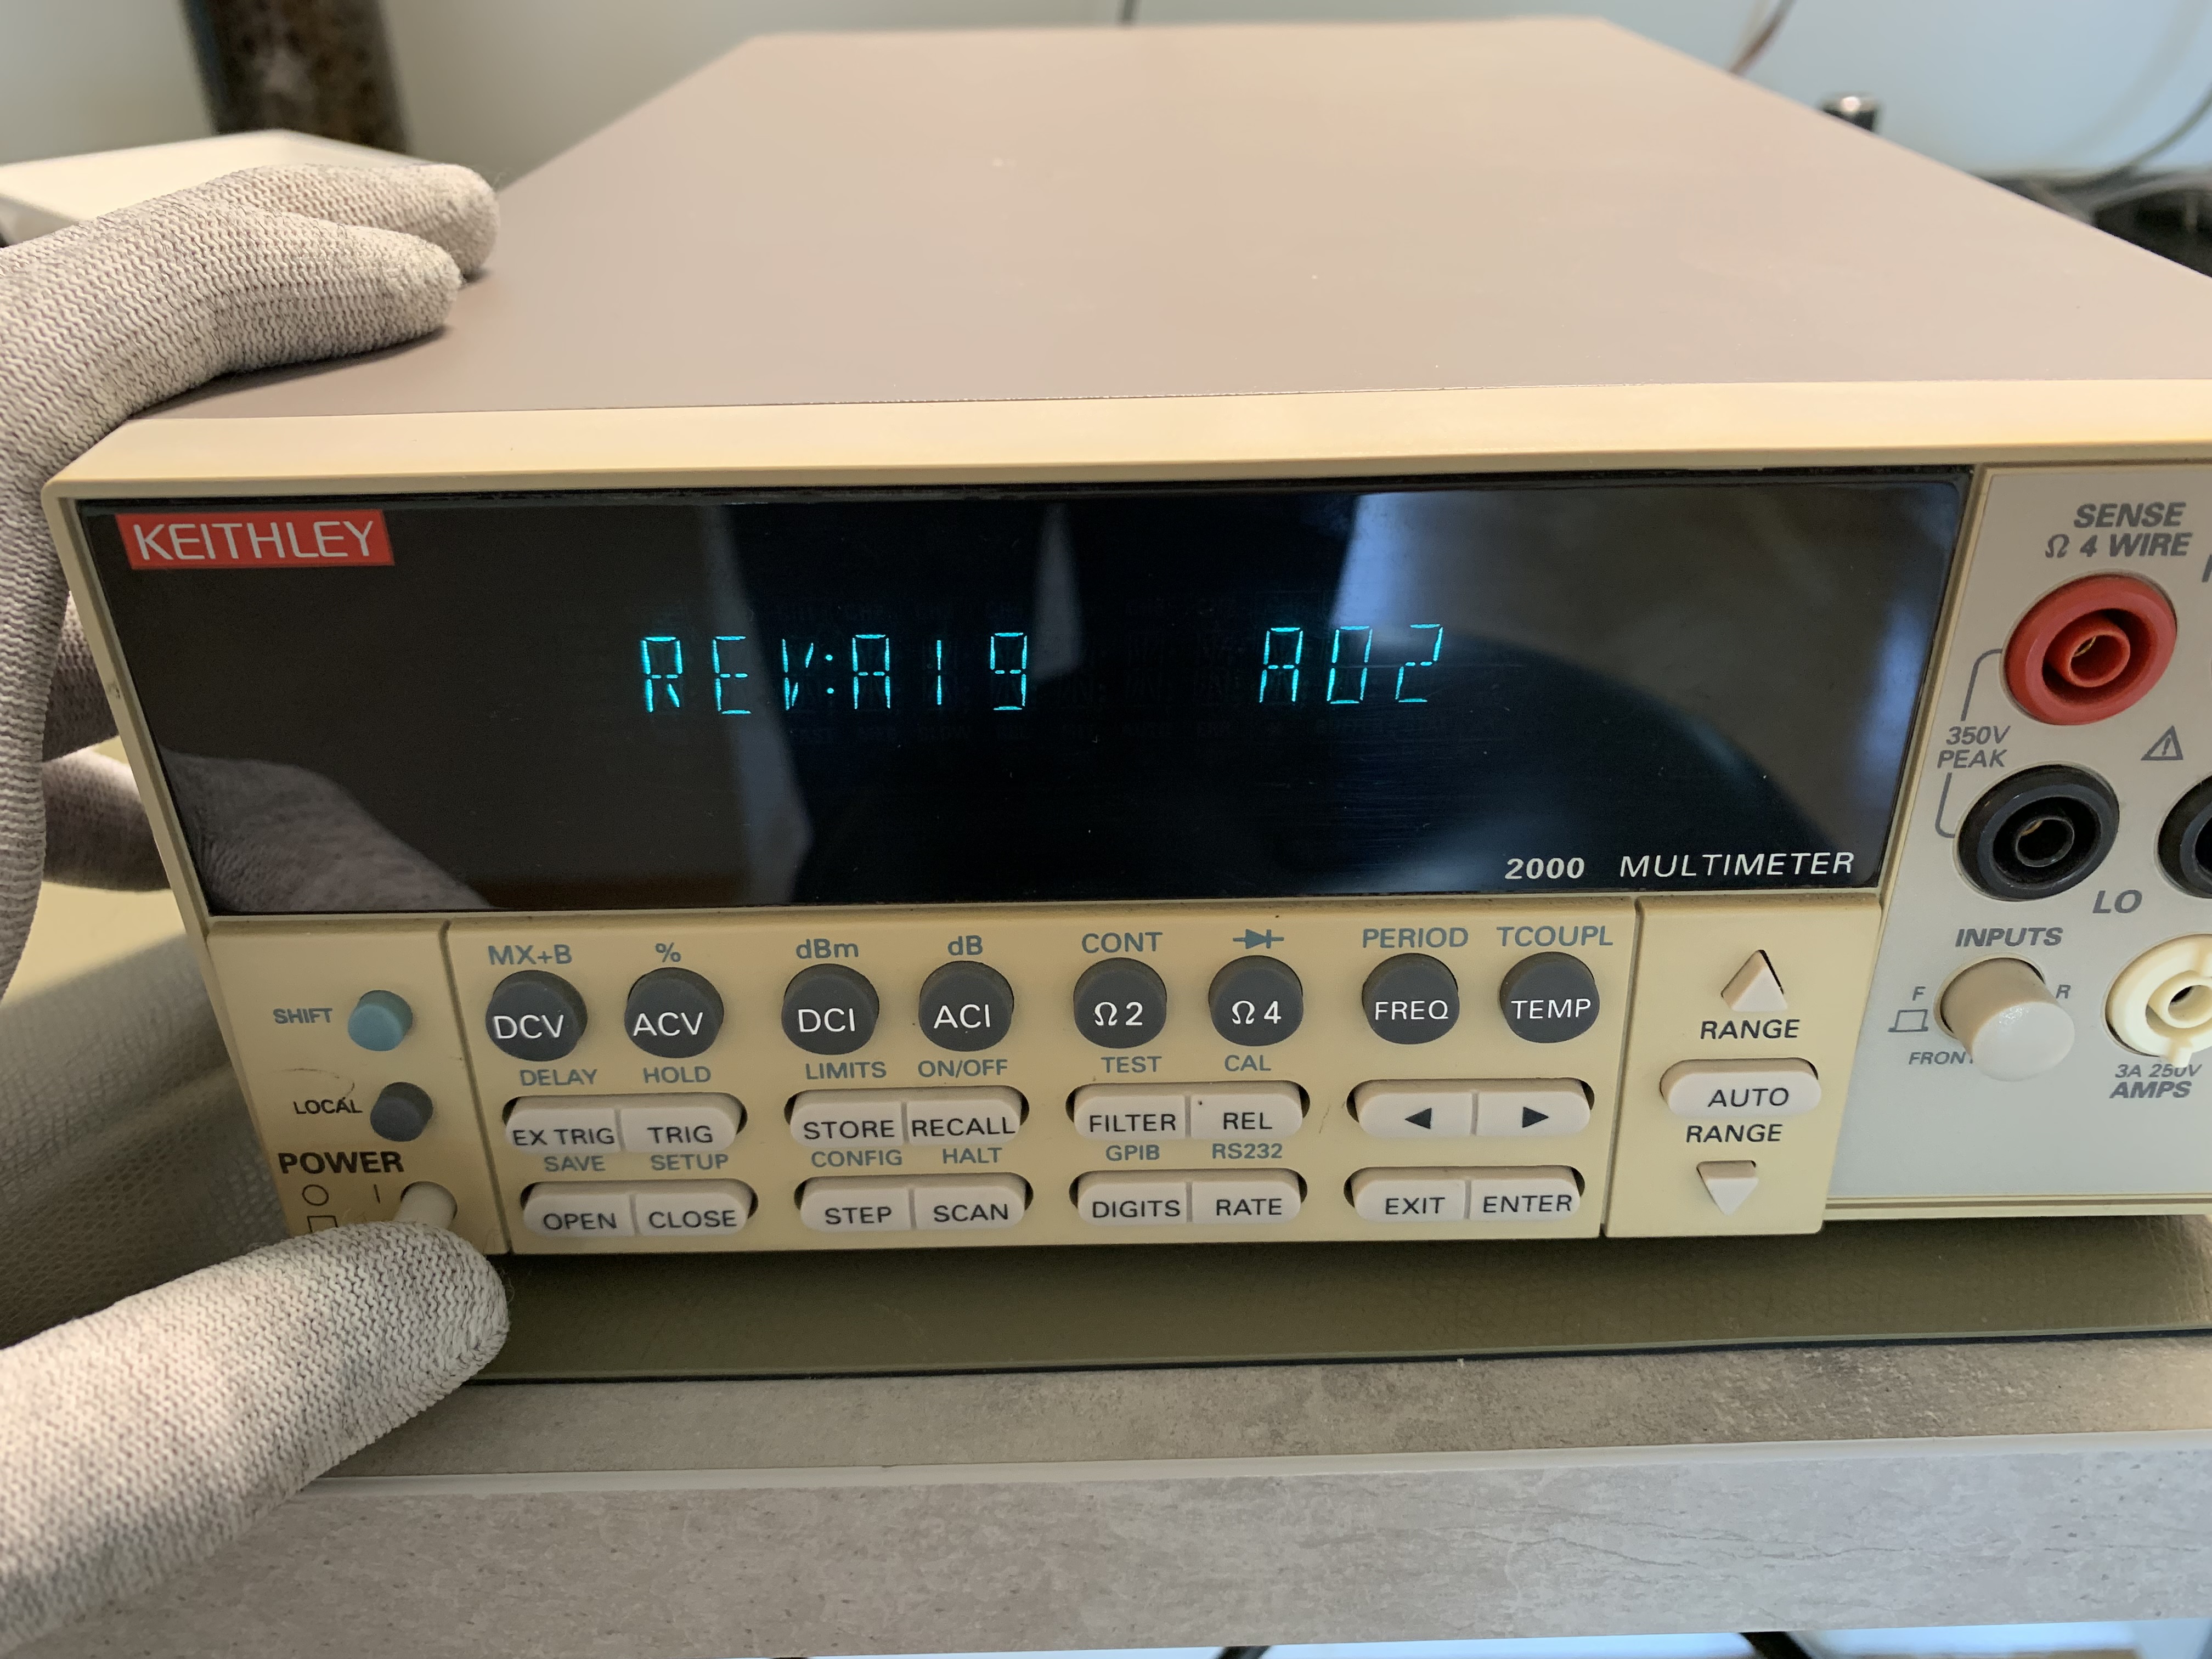 KEITHLEY
REV:A19 A02
2000 MULTIMETER
SENSE
Ω 4 WIRE
350V
PEAK
LO
INPUTS
F R
FRONT
3A 250V
AMPS
MX+B % dBm dB CONT PERIOD TCOUPL
SHIFT DCV ACV DCI ACI Ω2 Ω4 FREQ TEMP
RANGE
DELAY HOLD LIMITS ON/OFF TEST CAL
LOCAL EX TRIG TRIG STORE RECALL FILTER REL AUTO
RANGE
POWER SAVE SETUP CONFIG HALT GPIB RS232
OPEN CLOSE STEP SCAN DIGITS RATE EXIT ENTER